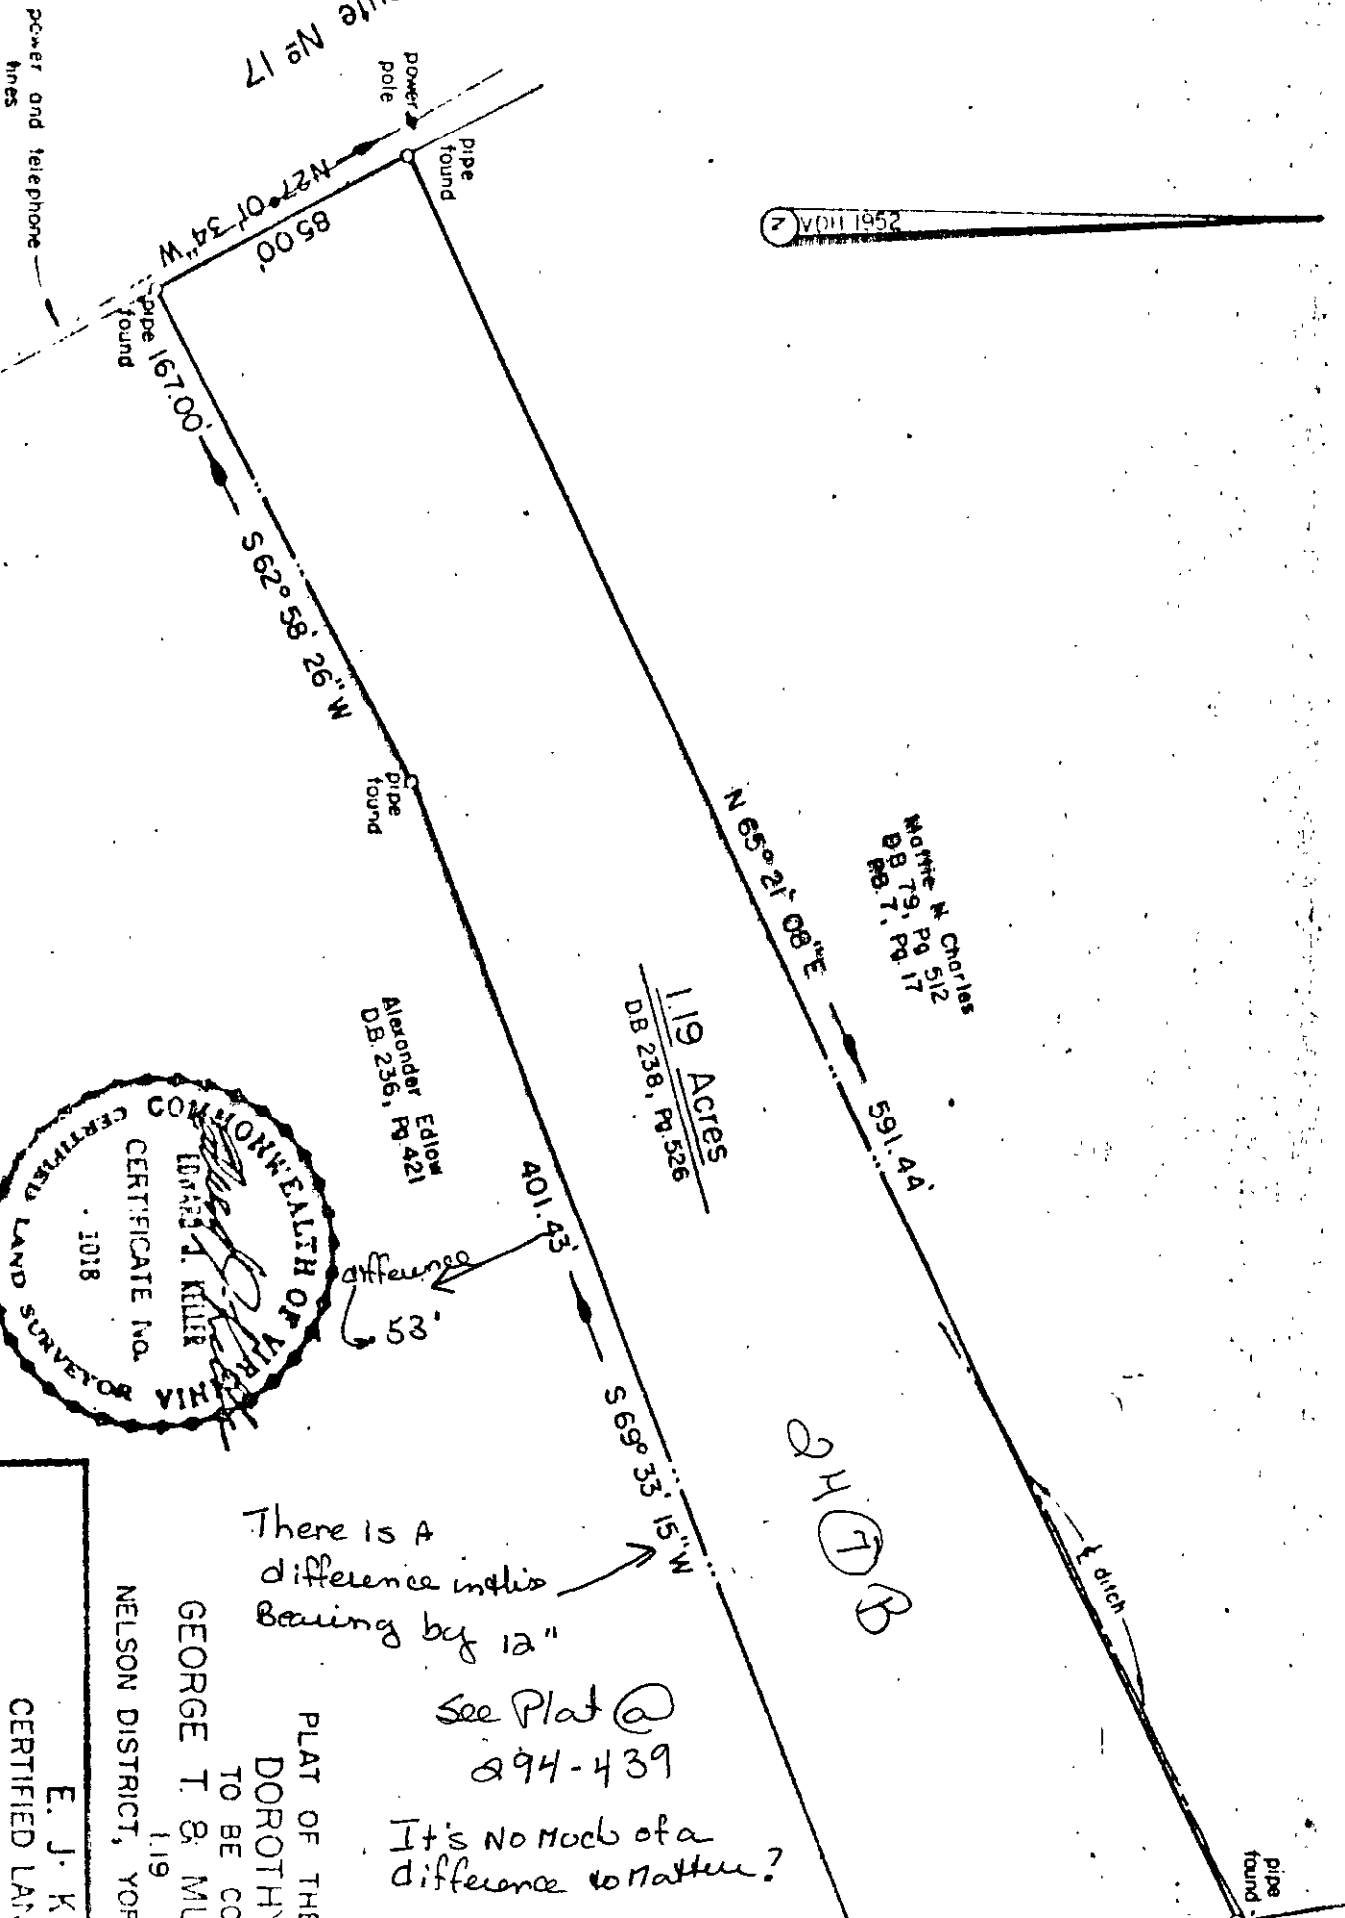 Nº 17
power
pole
pipe
found
power and telephone
lines
N27° 01' 34" W
85.00'
pipe
found
VDH 1952
167.00'
S 62° 58' 26" W
pipe
found
N 65° 21' 08" E
591.44'
Mattie N Charles
DB 79, Pg 512
PB. 7, Pg. 17
1.19 Acres
D.B. 238, Pg. 526
Alexander Edlow
D.B. 236, Pg. 421
401.43'
difference
53'
S 69° 33' 15" W
24 7 B
ditch
pipe
found
COMMONWEALTH OF VIRGINIA
J. KELLER
CERTIFICATE No.
1018
CERTIFIED LAND SURVEYOR
There is A
difference in this
Bearing by 12"
See Plat @
294-439
It's No Much of a
difference to Matter?
PLAT OF THE
DOROTHY
TO BE CO
GEORGE T. & MU
1.19
NELSON DISTRICT, YOR
E. J. K
CERTIFIED LAN